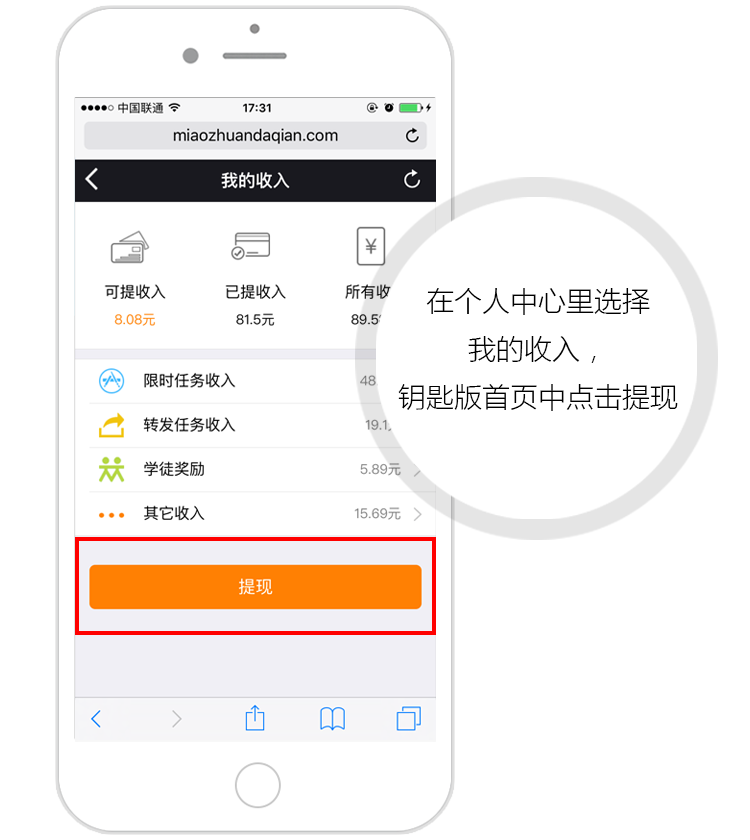 中国联通 17:31
miaozhuandaqian.com
我的收入
可提收入 已提收入 所有收
8.08元 81.5元 89.5
限时任务收入 48
转发任务收入 19.1
学徒奖励 5.89元
其它收入 15.69元
提现
在个人中心里选择
我的收入，
钥匙版首页中点击提现